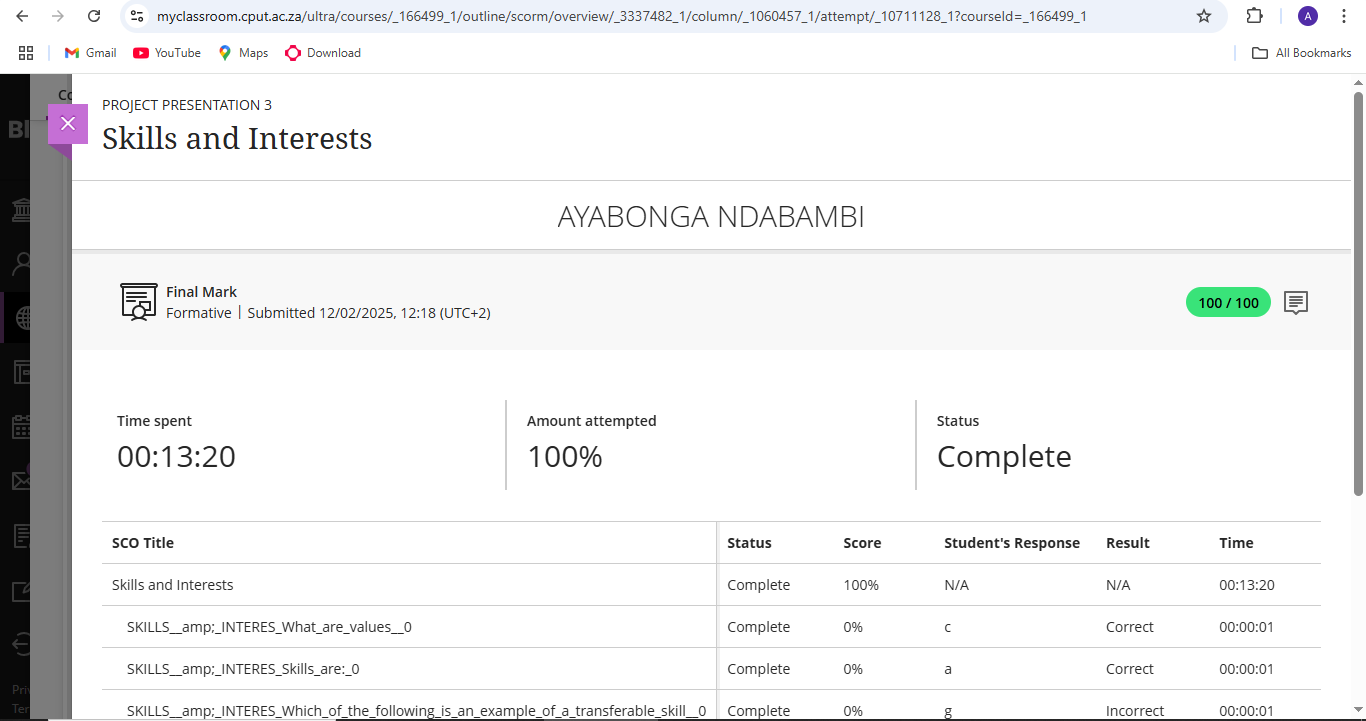 myclassroom.cput.ac.za/ultra/courses/_166499_1/outline/scorm/overview/_3337482_1/column/_1060457_1/attempt/_10711128_1?courseId=_166499_1
A
Gmail YouTube Maps Download All Bookmarks
PROJECT PRESENTATION 3
Skills and Interests
AYABONGA NDABAMBI
Final Mark
Formative | Submitted 12/02/2025, 12:18 (UTC+2)
100 / 100
Time spent Amount attempted Status
00:13:20 100% Complete
SCO Title Status Score Student's Response Result Time
Skills and Interests Complete 100% N/A N/A 00:13:20
SKILLS__amp;_INTERES_What_are_values__0 Complete 0% c Correct 00:00:01
SKILLS__amp;_INTERES_Skills_are:_0 Complete 0% a Correct 00:00:01
SKILLS__amp;_INTERES_Which_of_the_following_is_an_example_of_a_transferable_skill__0 Complete 0% g Incorrect 00:00:01